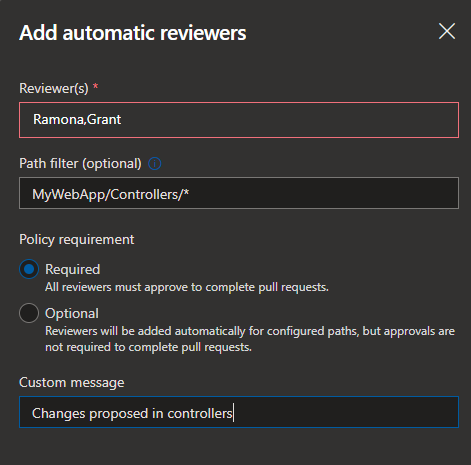 Add automatic reviewers
Reviewer(s) *
Ramona,Grant
Path filter (optional)
MyWebApp/Controllers/*
Policy requirement
Required
All reviewers must approve to complete pull requests.
Optional
Reviewers will be added automatically for configured paths, but approvals are
not required to complete pull requests.
Custom message
Changes proposed in controllers